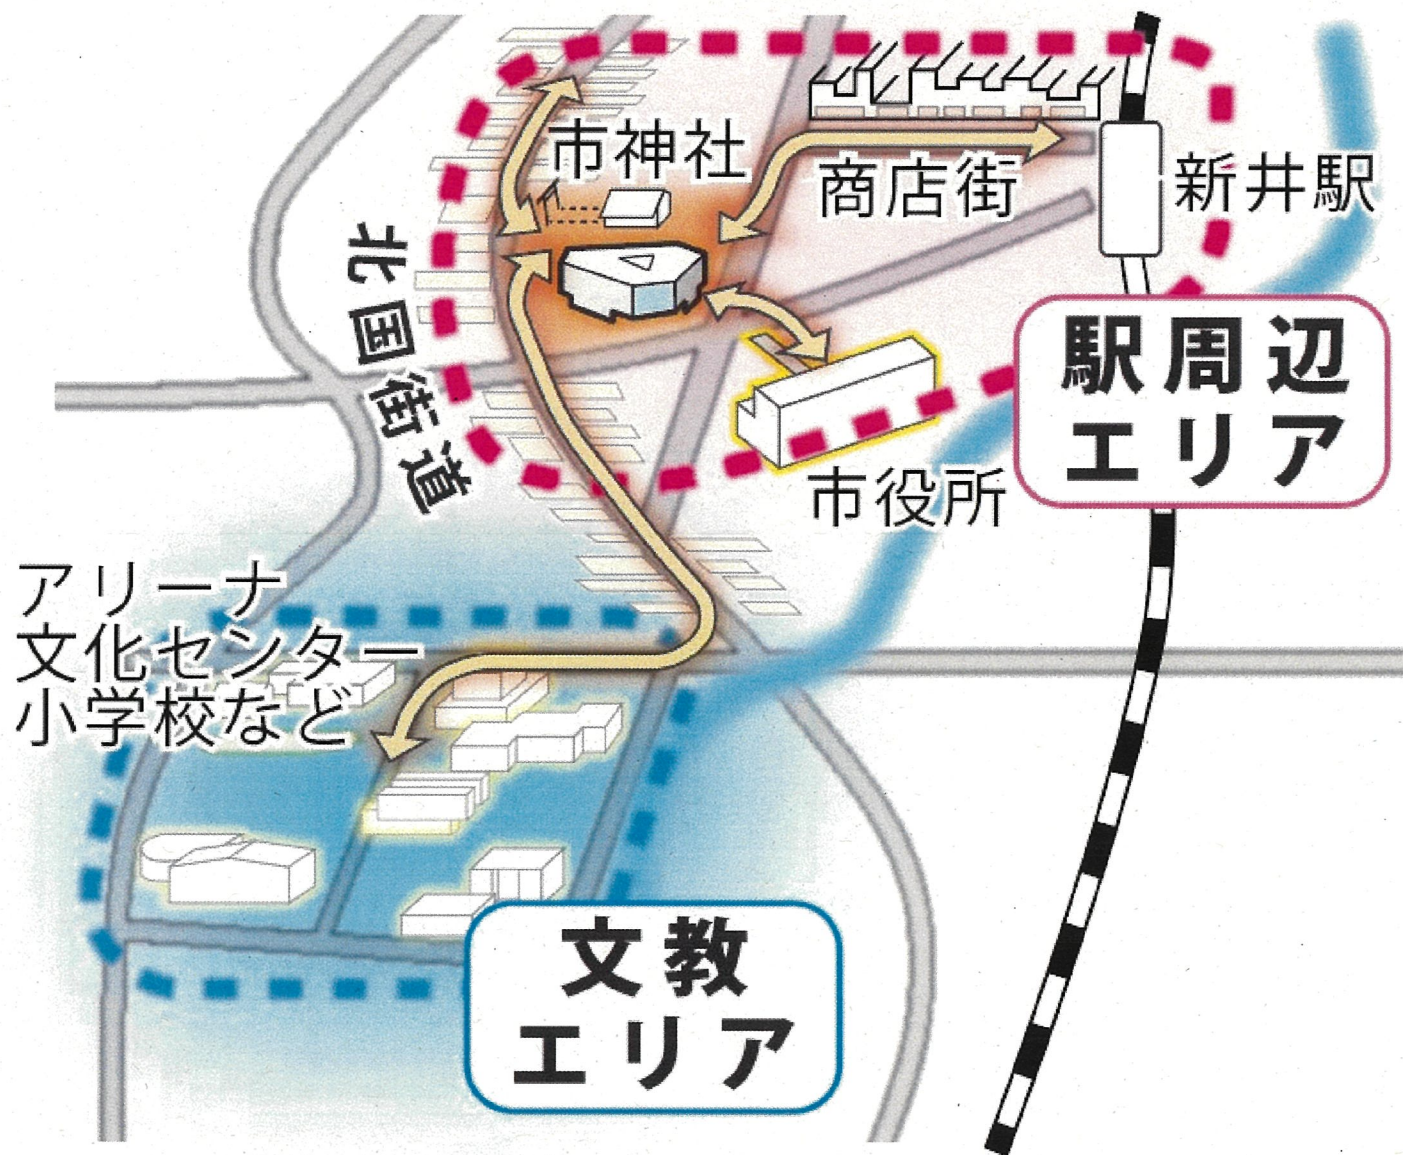 市神社
商店街
新井駅
北国街道
駅周辺
エリア
市役所
アリーナ
文化センター
小学校など
文教
エリア